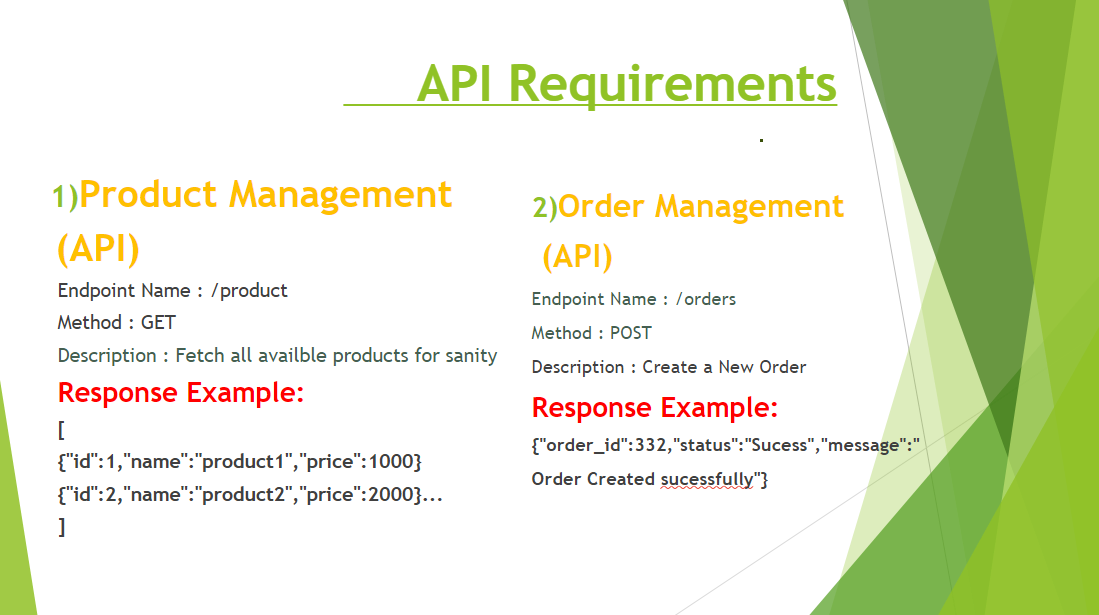 API Requirements
.
1)Product Management
(API)
Endpoint Name : /product
Method : GET
Description : Fetch all availble products for sanity
Response Example:
[
{"id":1,"name":"product1","price":1000}
{"id":2,"name":"product2","price":2000}...
]
2)Order Management
(API)
Endpoint Name : /orders
Method : POST
Description : Create a New Order
Response Example:
{"order_id":332,"status":"Sucess","message":"
Order Created sucessfully"}